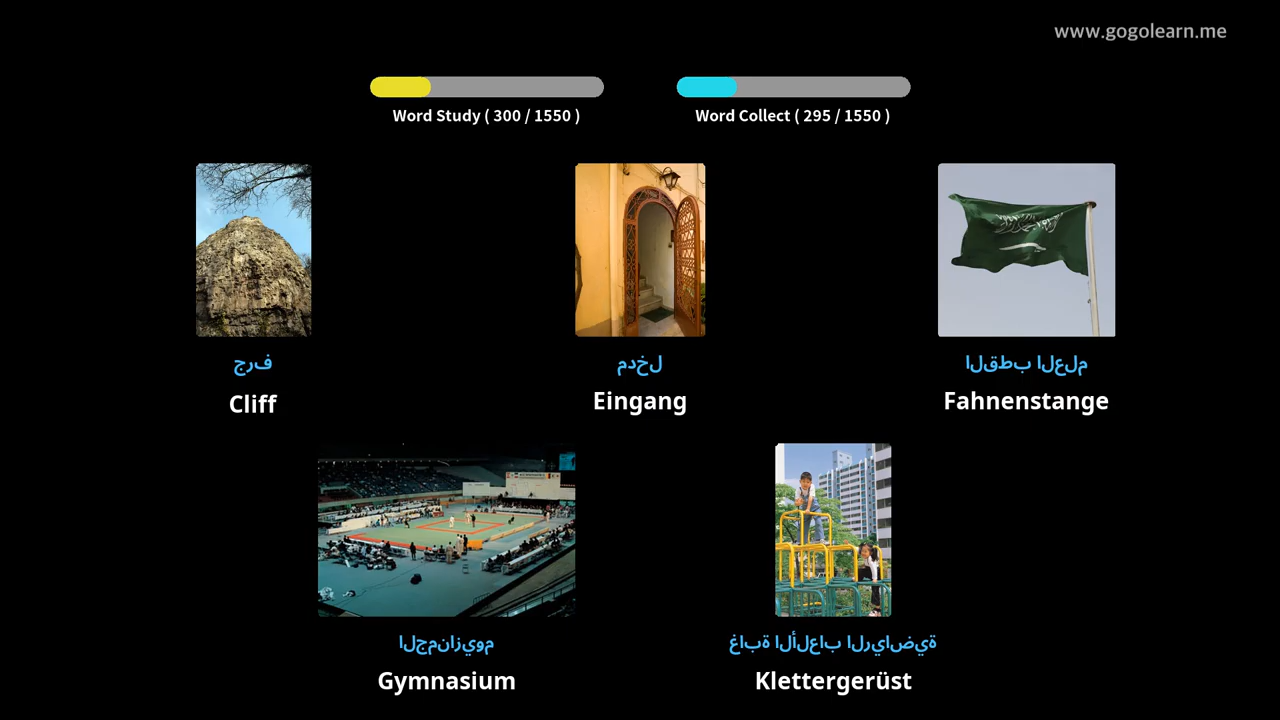 www.gogolearn.me
Word Study ( 300 / 1550 )
Word Collect ( 295 / 1550 )
جرف
Cliff
مدخل
Eingang
القطب العلم
Fahnenstange
الجمنازيوم
Gymnasium
غابة الألعاب الرياضية
Klettergerüst